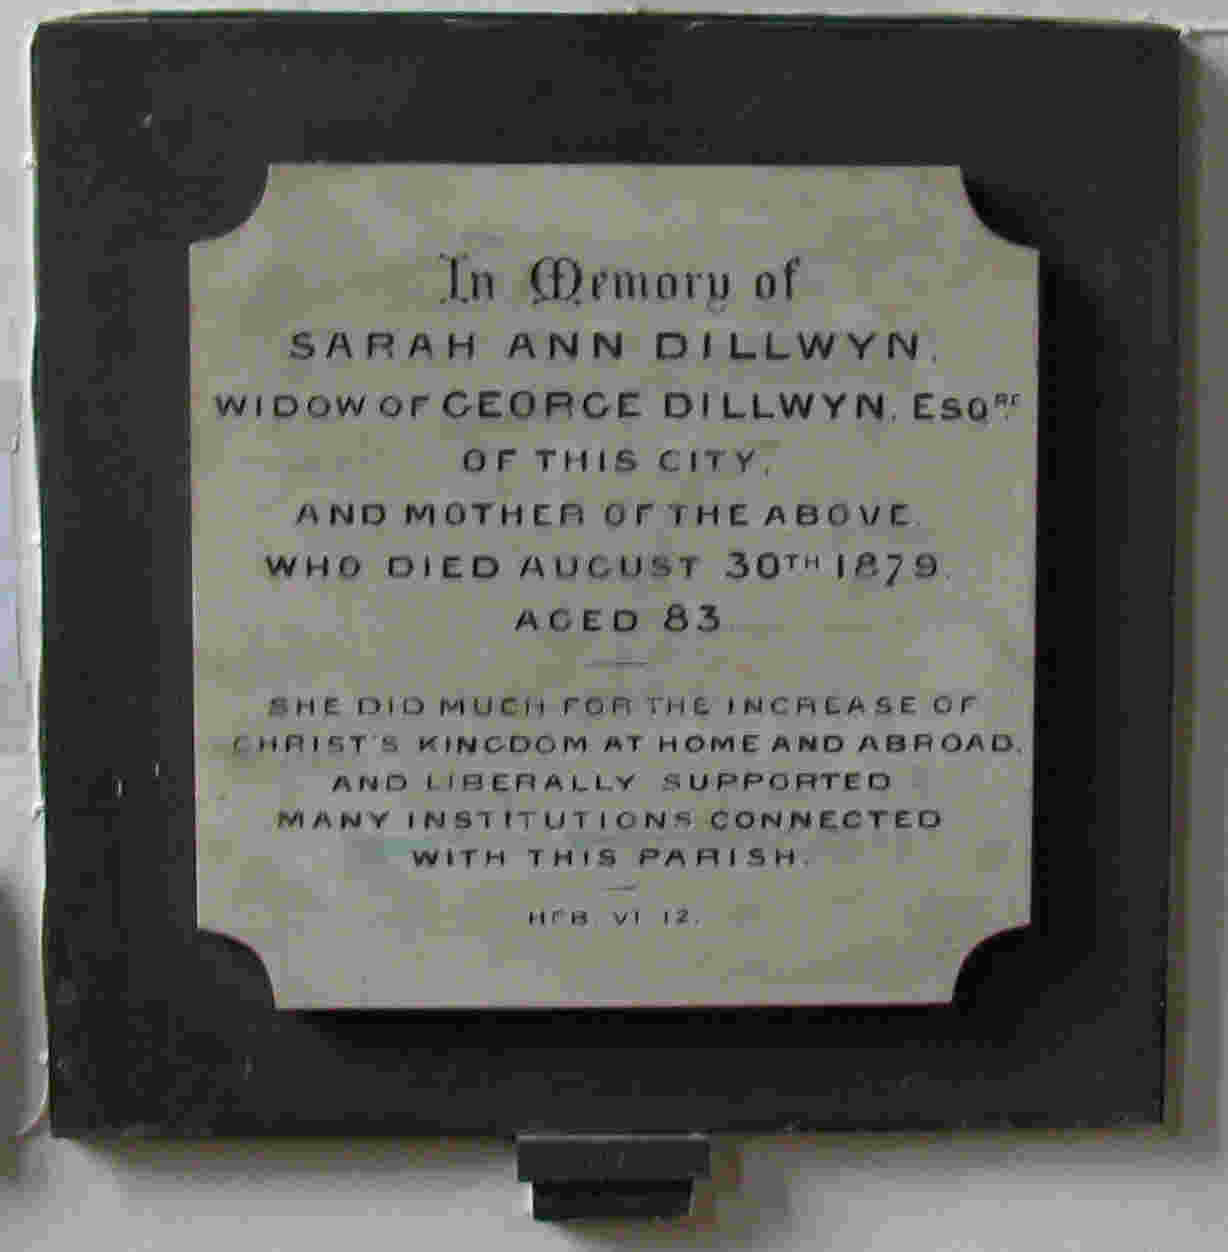 In Memory of
SARAH ANN DILLWYN,
WIDOW OF GEORGE DILLWYN, ESQRE
OF THIS CITY,
AND MOTHER OF THE ABOVE,
WHO DIED AUGUST 30TH 1879,
AGED 83
SHE DID MUCH FOR THE INCREASE OF
CHRIST'S KINGDOM AT HOME AND ABROAD,
AND LIBERALLY SUPPORTED
MANY INSTITUTIONS CONNECTED
WITH THIS PARISH.
HEB VI 12.